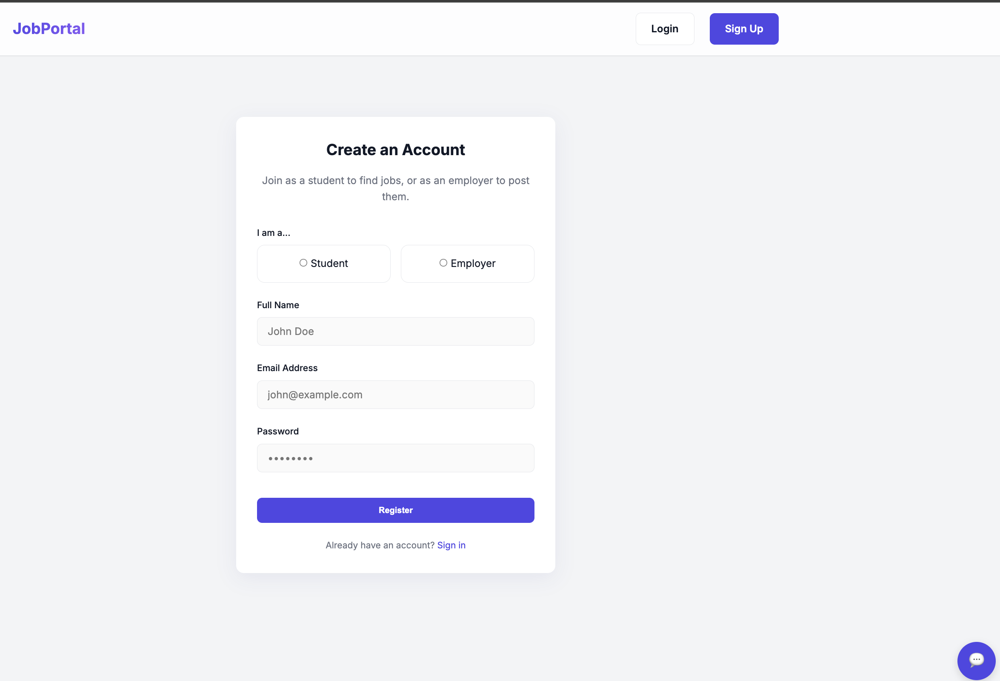 JobPortal
Login
Sign Up
Create an Account
Join as a student to find jobs, or as an employer to post
them.
I am a...
Student
Employer
Full Name
John Doe
Email Address
john@example.com
Password
••••••••
Register
Already have an account? Sign in